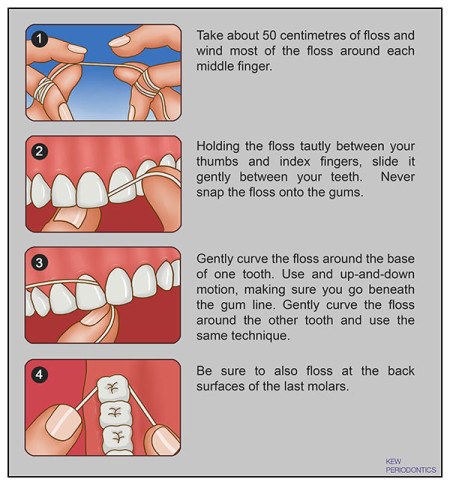 1
Take about 50 centimetres of floss and
wind most of the floss around each
middle finger.
2
Holding the floss tautly between your
thumbs and index fingers, slide it
gently between your teeth. Never
snap the floss onto the gums.
3
Gently curve the floss around the base
of one tooth. Use and up-and-down
motion, making sure you go beneath
the gum line. Gently curve the floss
around the other tooth and use the
same technique.
4
Be sure to also floss at the back
surfaces of the last molars.
KEW
PERIODONTICS